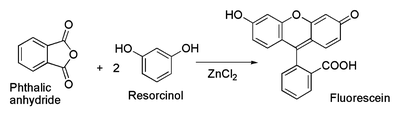 O
O
O
Phthalic
anhydride
+ 2
HO
OH
Resorcinol
ZnCl2
HO
O
O
COOH
Fluorescein